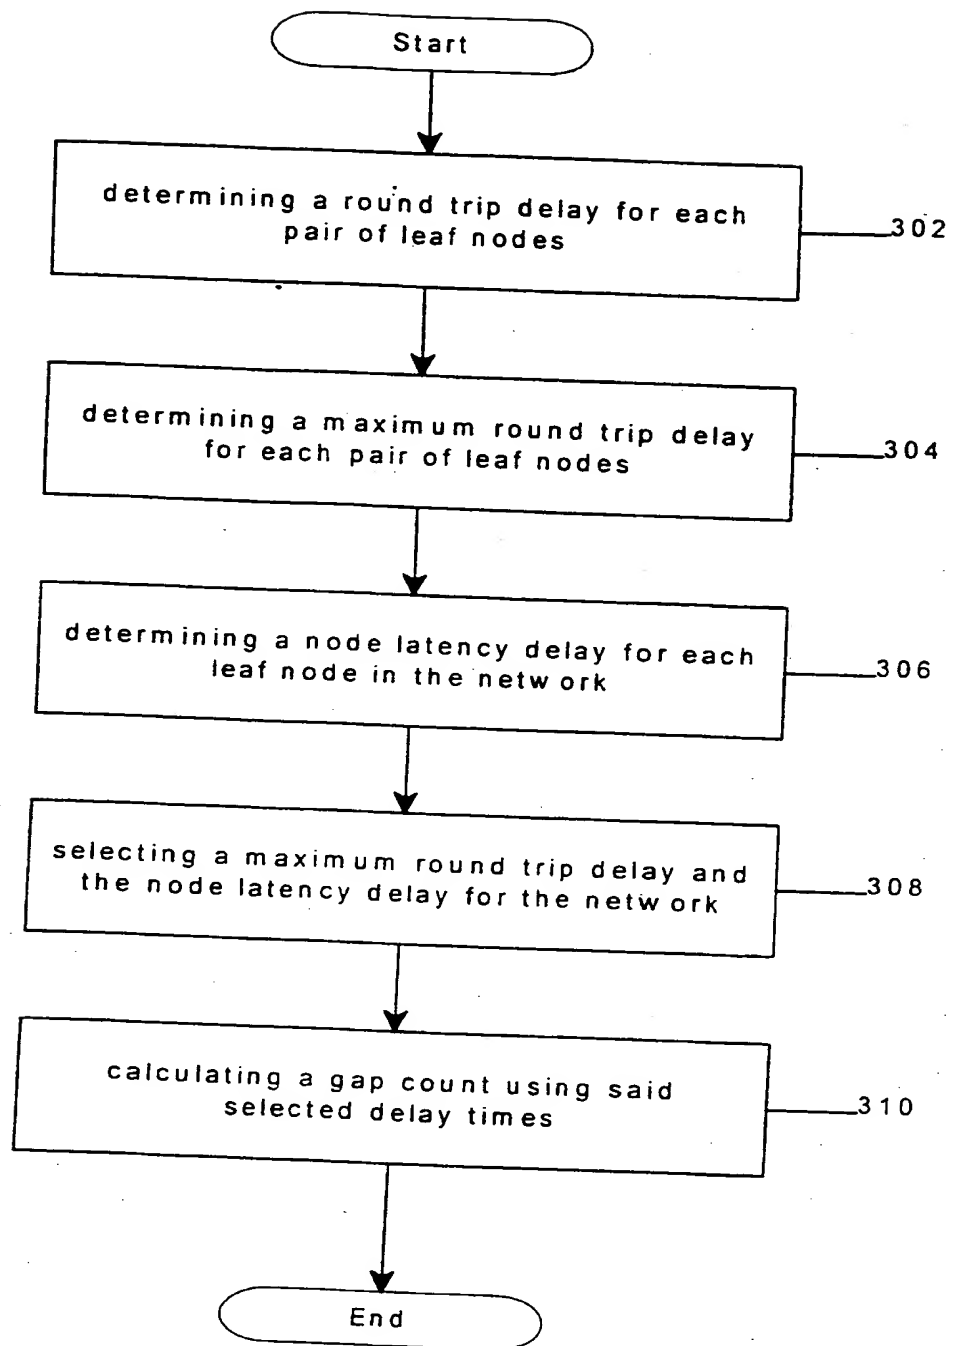 Start
determining a round trip delay for each
pair of leaf nodes
302
determining a maximum round trip delay
for each pair of leaf nodes
304
determining a node latency delay for each
leaf node in the network
306
selecting a maximum round trip delay and
the node latency delay for the network
308
calculating a gap count using said
selected delay times
310
End